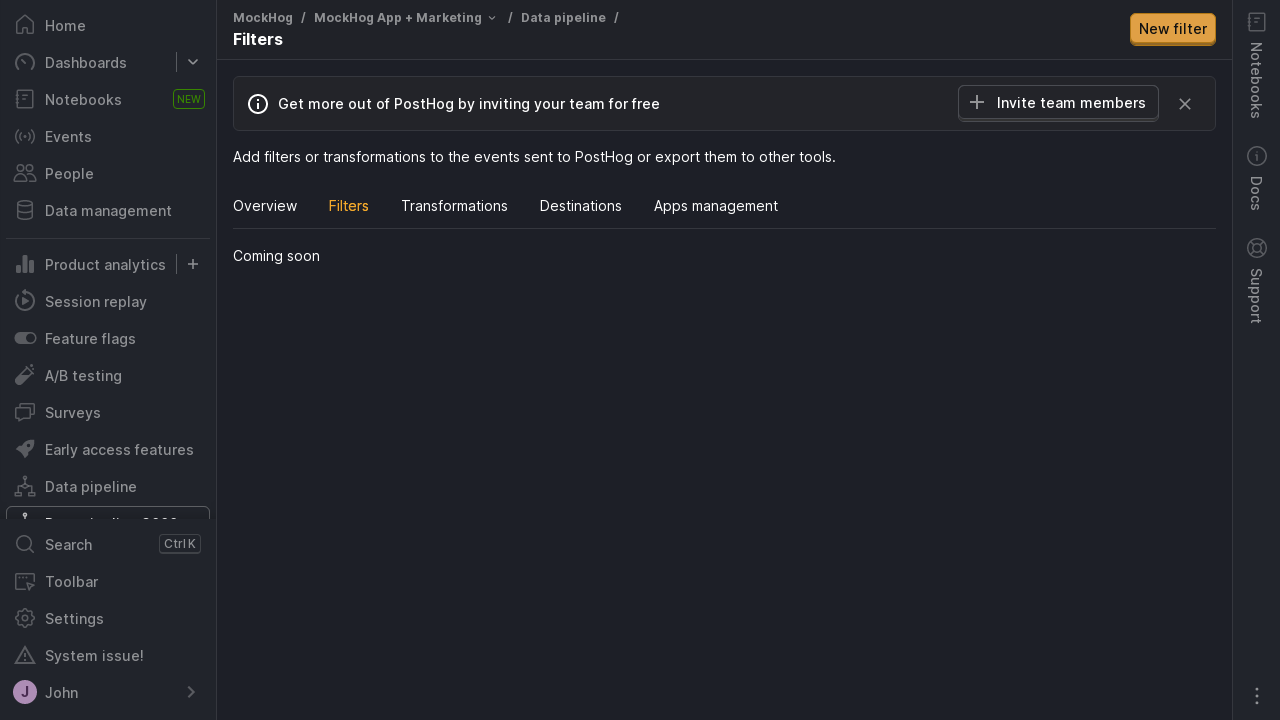 Home
Dashboards
Notebooks NEW
Events
People
Data management
Product analytics
Session replay
Feature flags
A/B testing
Surveys
Early access features
Data pipeline
Search Ctrl K
Toolbar
Settings
System issue!
J John
MockHog / MockHog App + Marketing / Data pipeline /
Filters
New filter
Get more out of PostHog by inviting your team for free
Invite team members
Add filters or transformations to the events sent to PostHog or export them to other tools.
Overview Filters Transformations Destinations Apps management
Coming soon
Notebooks
Docs
Support